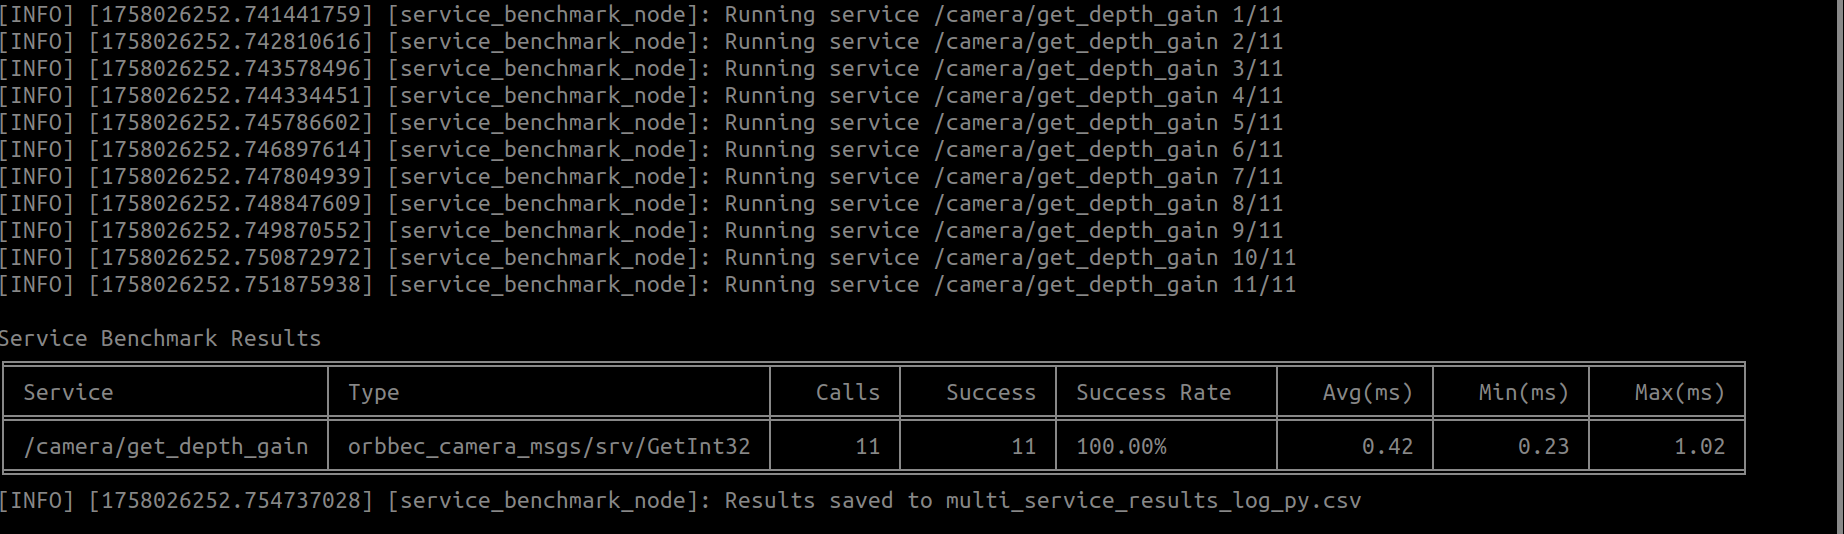 [INFO] [1758026252.741441759] [service_benchmark_node]: Running service /camera/get_depth_gain 1/11
[INFO] [1758026252.742810616] [service_benchmark_node]: Running service /camera/get_depth_gain 2/11
[INFO] [1758026252.743578496] [service_benchmark_node]: Running service /camera/get_depth_gain 3/11
[INFO] [1758026252.744334451] [service_benchmark_node]: Running service /camera/get_depth_gain 4/11
[INFO] [1758026252.745786602] [service_benchmark_node]: Running service /camera/get_depth_gain 5/11
[INFO] [1758026252.746897614] [service_benchmark_node]: Running service /camera/get_depth_gain 6/11
[INFO] [1758026252.747804939] [service_benchmark_node]: Running service /camera/get_depth_gain 7/11
[INFO] [1758026252.748847609] [service_benchmark_node]: Running service /camera/get_depth_gain 8/11
[INFO] [1758026252.749870552] [service_benchmark_node]: Running service /camera/get_depth_gain 9/11
[INFO] [1758026252.750872972] [service_benchmark_node]: Running service /camera/get_depth_gain 10/11
[INFO] [1758026252.751875938] [service_benchmark_node]: Running service /camera/get_depth_gain 11/11
Service Benchmark Results
Service Type Calls Success Success Rate Avg(ms) Min(ms) Max(ms)
/camera/get_depth_gain orbbec_camera_msgs/srv/GetInt32 11 11 100.00% 0.42 0.23 1.02
[INFO] [1758026252.754737028] [service_benchmark_node]: Results saved to multi_service_results_log_py.csv